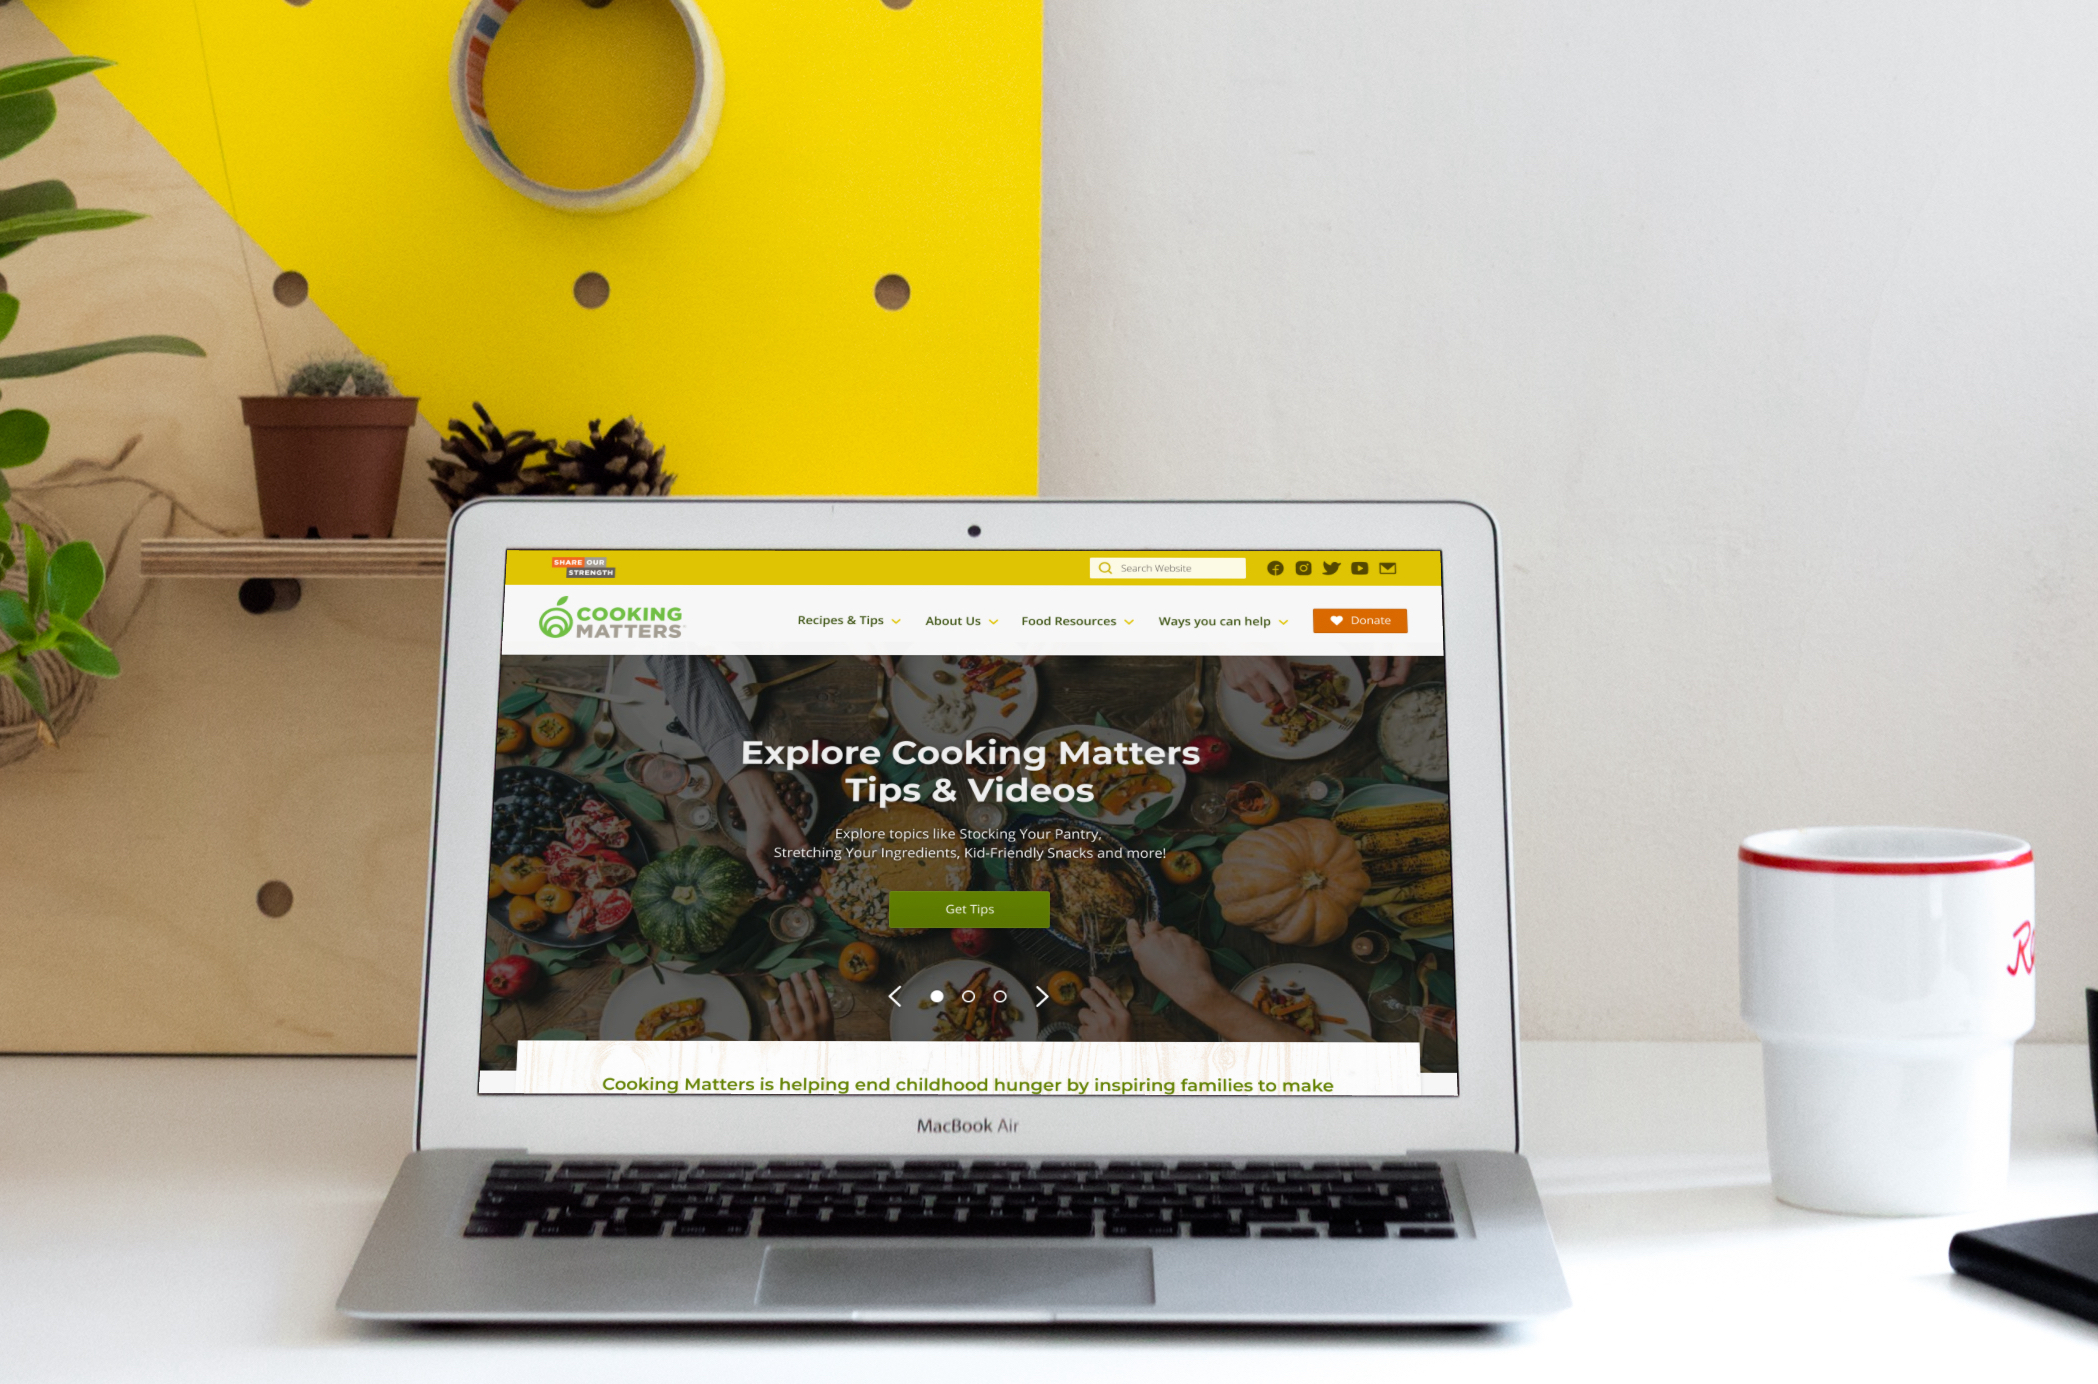 SHARE OUR
STRENGTH
Search Website
COOKING
MATTERS
Recipes & Tips
About Us
Food Resources
Ways you can help
Donate
Explore Cooking Matters
Tips & Videos
Explore topics like Stocking Your Pantry,
Stretching Your Ingredients, Kid-Friendly Snacks and more!
Get Tips
Cooking Matters is helping end childhood hunger by inspiring families to make
MacBook Air